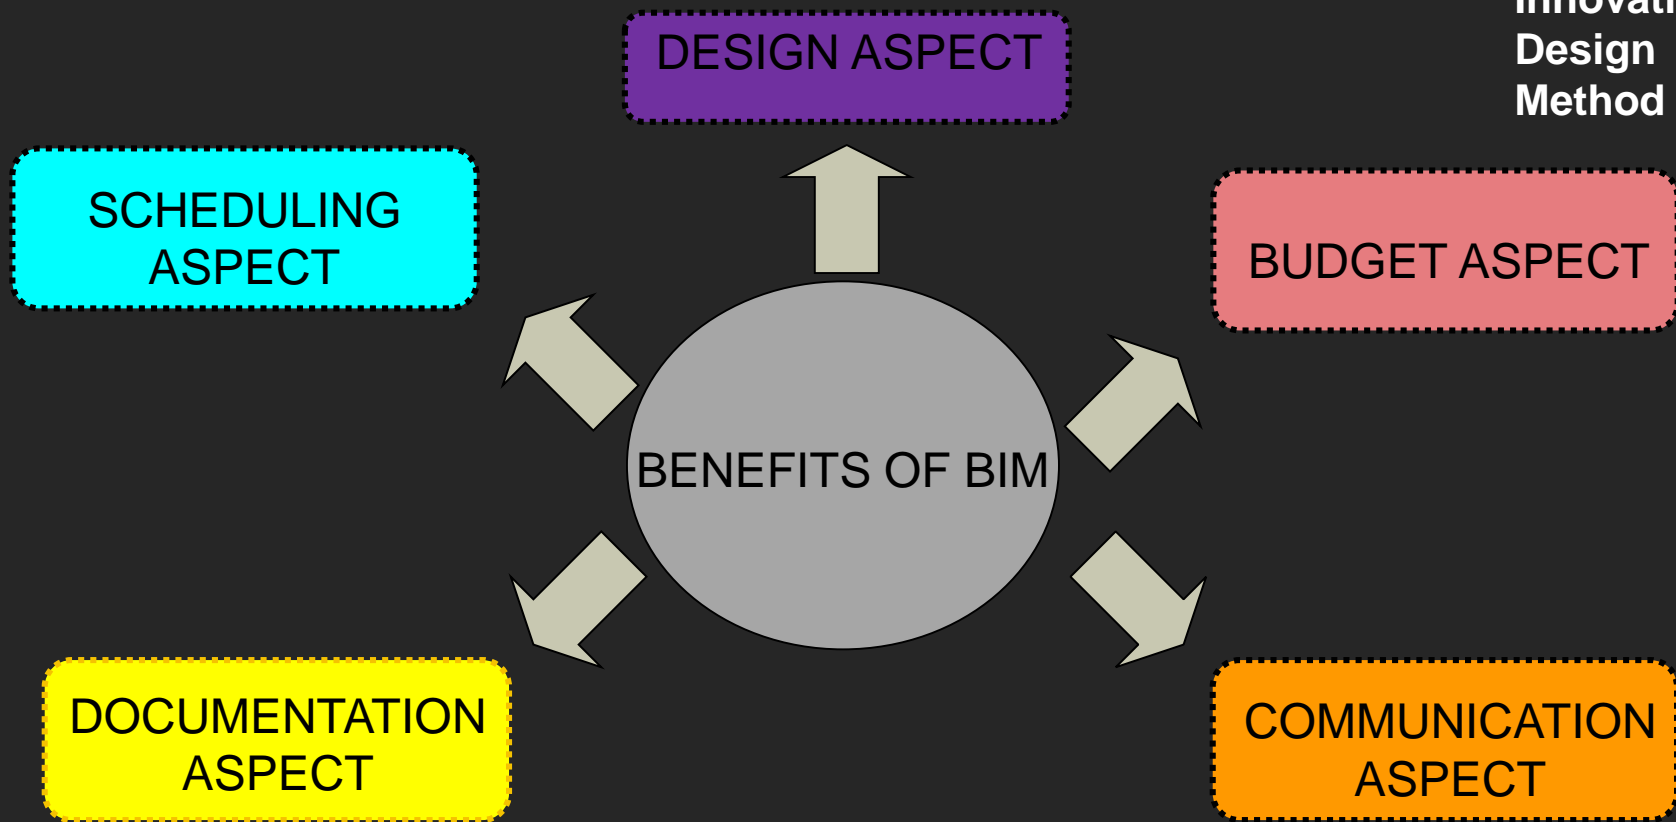 DESIGN ASPECT
Design
Method
SCHEDULING
ASPECT
BUDGET ASPECT
BENEFITS OF BIM
DOCUMENTATION
ASPECT
COMMUNICATION
ASPECT